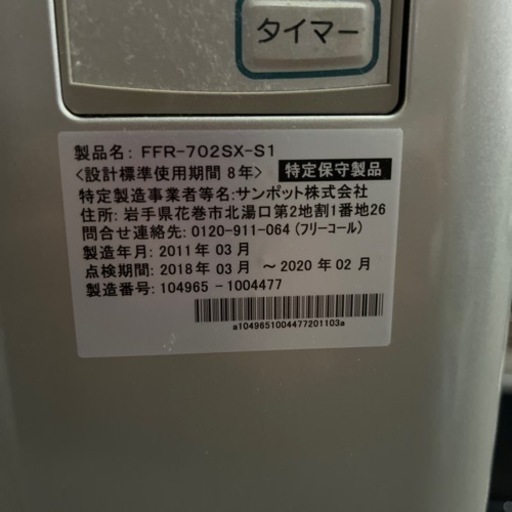 タイマー
製品名: FFR-702SX-S1
<設計標準使用期間 8年> 特定保守製品
特定製造事業者等名:サンポット株式会社
住所: 岩手県花巻市北湯口第2地割1番地26
問合せ連絡先: 0120-911-064 (フリーコール)
製造年月: 2011年 03月
点検期間: 2018年 03月 ~ 2020年 02月
製造番号: 104965 - 1004477
a1049651004477201103a